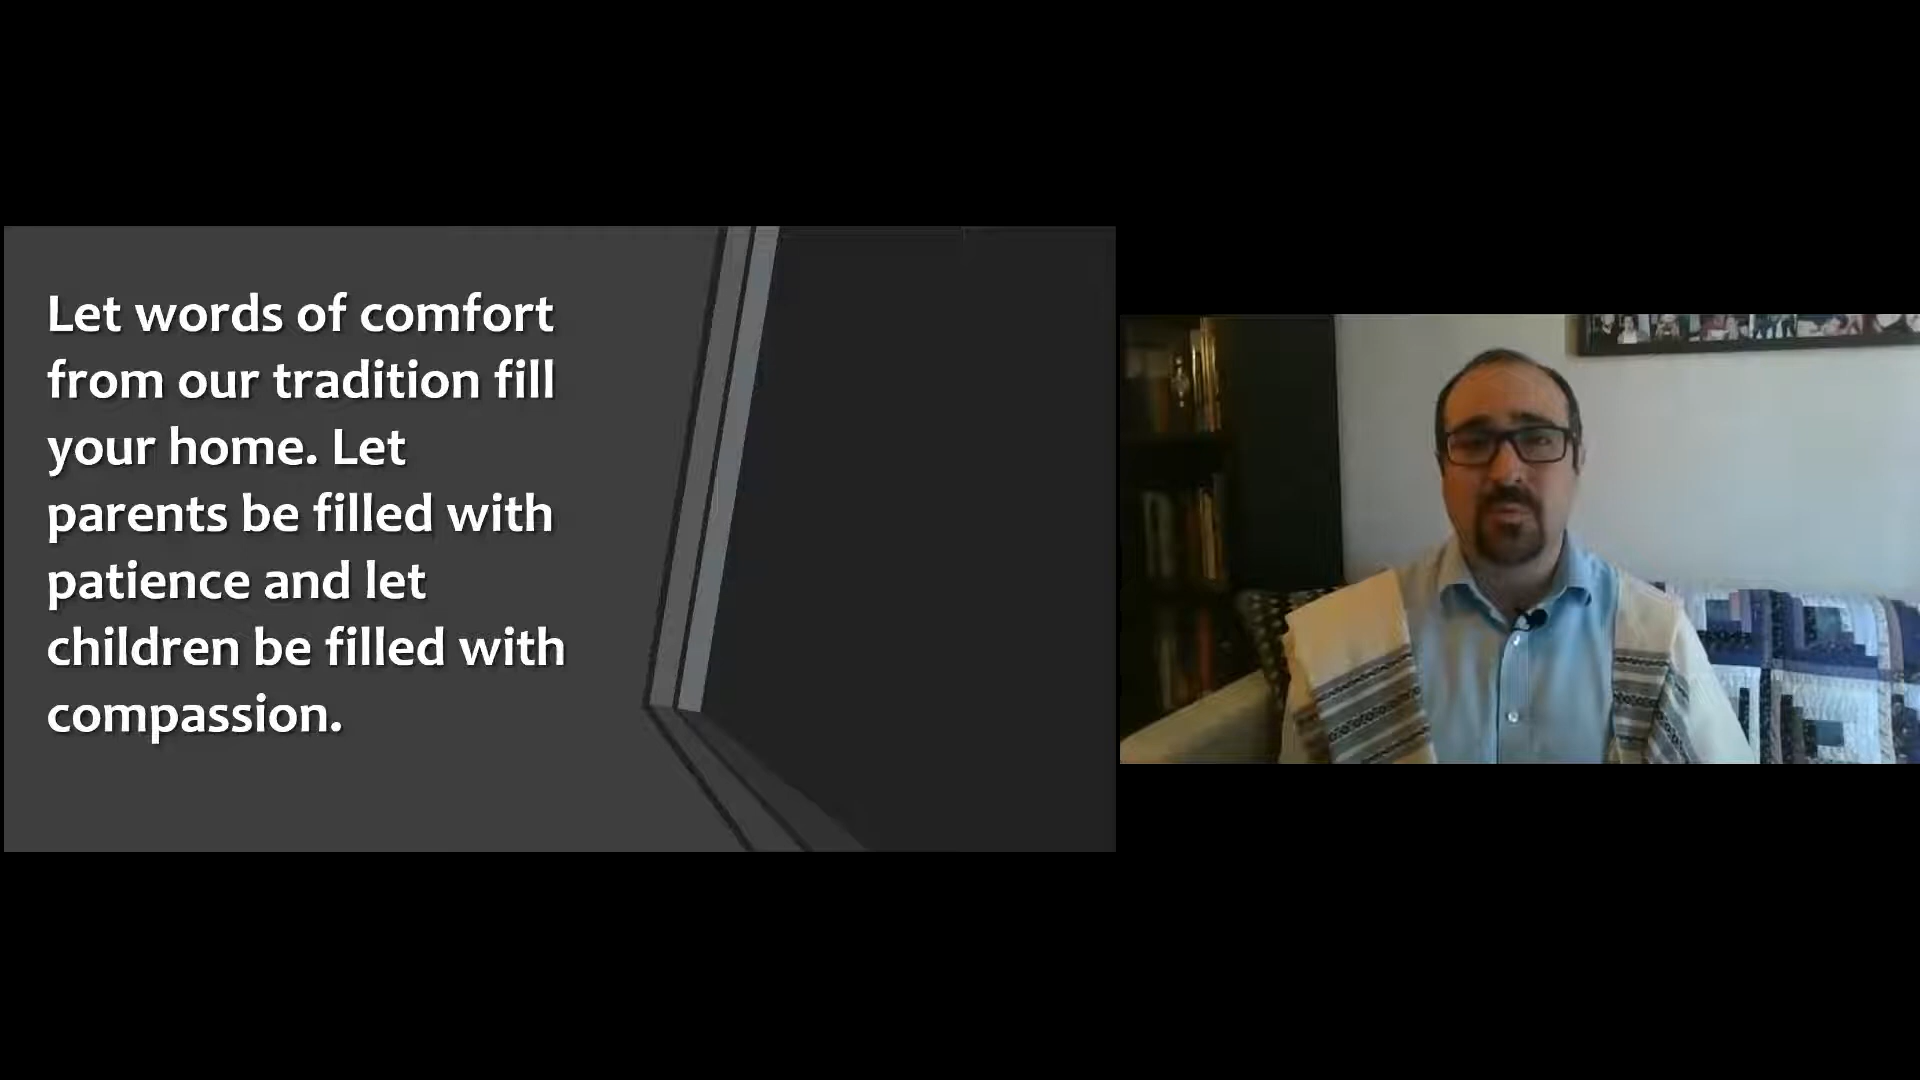 Let words of comfort
from our tradition fill
your home. Let
parents be filled with
patience and let
children be filled with
compassion.